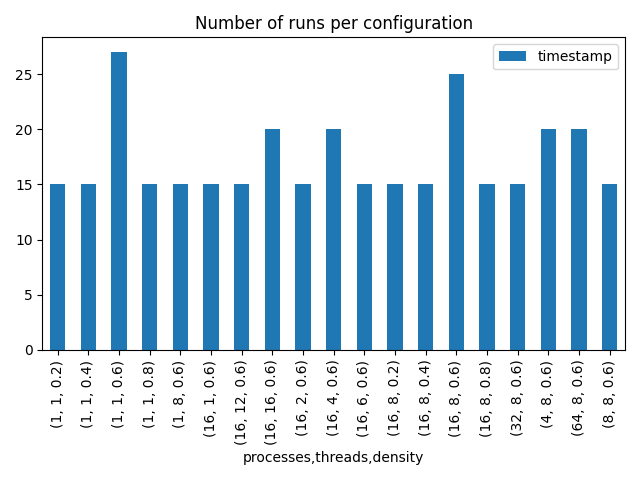 Number of runs per configuration
timestamp
25
20
15
10
5
0
(1, 1, 0.2)
(1, 1, 0.4)
(1, 1, 0.6)
(1, 1, 0.8)
(1, 8, 0.6)
(16, 1, 0.6)
(16, 12, 0.6)
(16, 16, 0.6)
(16, 2, 0.6)
(16, 4, 0.6)
(16, 6, 0.6)
(16, 8, 0.2)
(16, 8, 0.4)
(16, 8, 0.6)
(16, 8, 0.8)
(32, 8, 0.6)
(4, 8, 0.6)
(64, 8, 0.6)
(8, 8, 0.6)
processes,threads,density